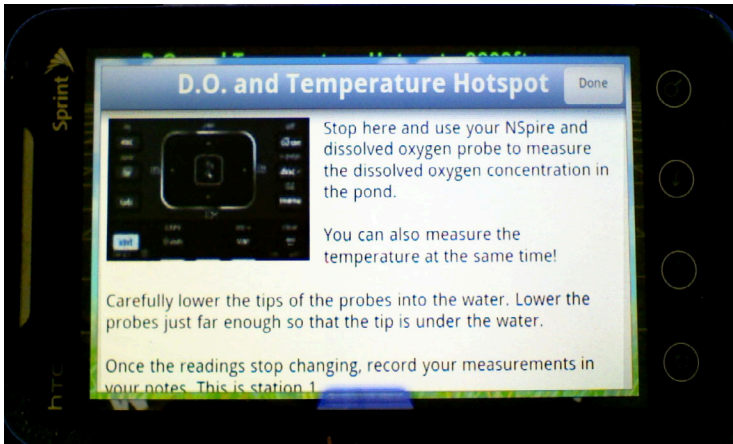 Sprint
hTC
D.O. and Temperature Hotspot
Done
Stop here and use your NSpire and
dissolved oxygen probe to measure
the dissolved oxygen concentration in
the pond.
You can also measure the
temperature at the same time!
Carefully lower the tips of the probes into the water. Lower the
probes just far enough so that the tip is under the water.
Once the readings stop changing, record your measurements in
your notes. This is station 1
esc
tab
menu